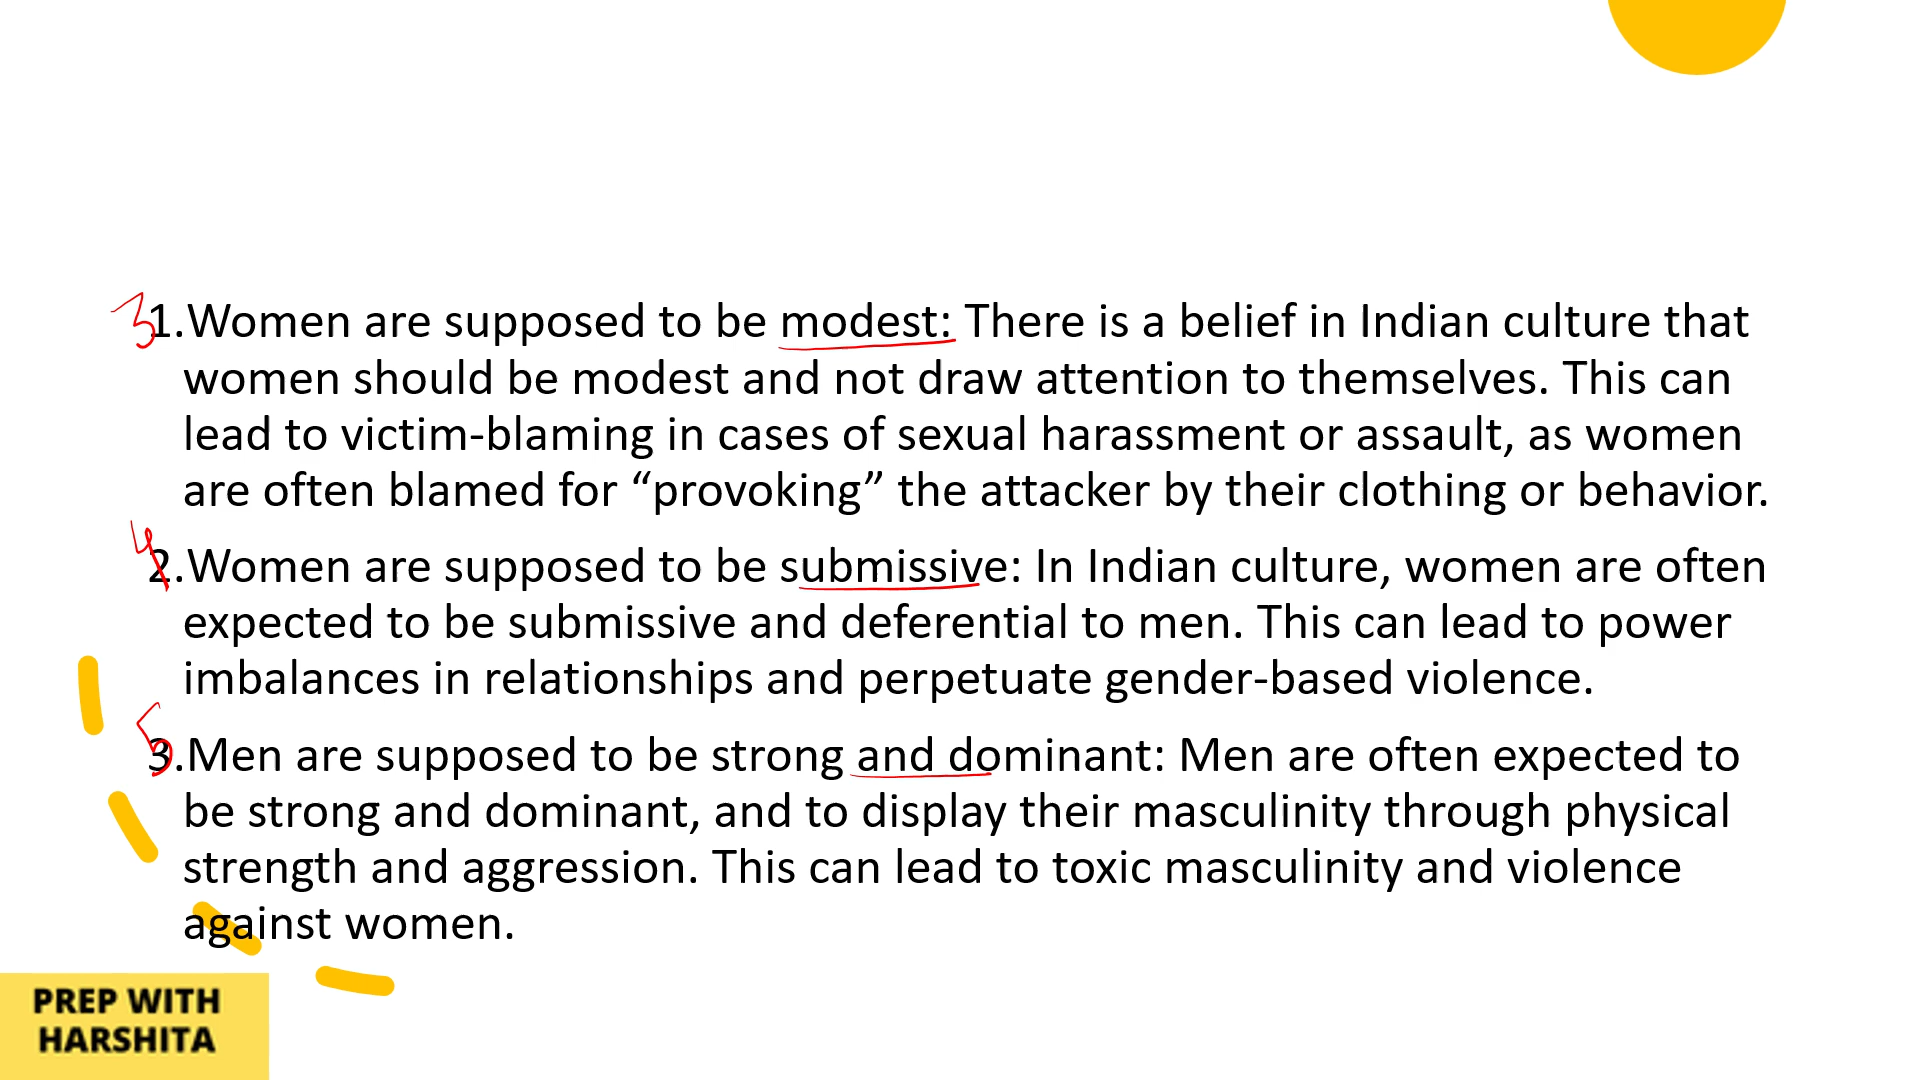 3 1.Women are supposed to be modest: There is a belief in Indian culture that
women should be modest and not draw attention to themselves. This can
lead to victim-blaming in cases of sexual harassment or assault, as women
are often blamed for “provoking” the attacker by their clothing or behavior.
4 2.Women are supposed to be submissive: In Indian culture, women are often
expected to be submissive and deferential to men. This can lead to power
imbalances in relationships and perpetuate gender-based violence.
5 3.Men are supposed to be strong and dominant: Men are often expected to
be strong and dominant, and to display their masculinity through physical
strength and aggression. This can lead to toxic masculinity and violence
against women.
PREP WITH
HARSHITA